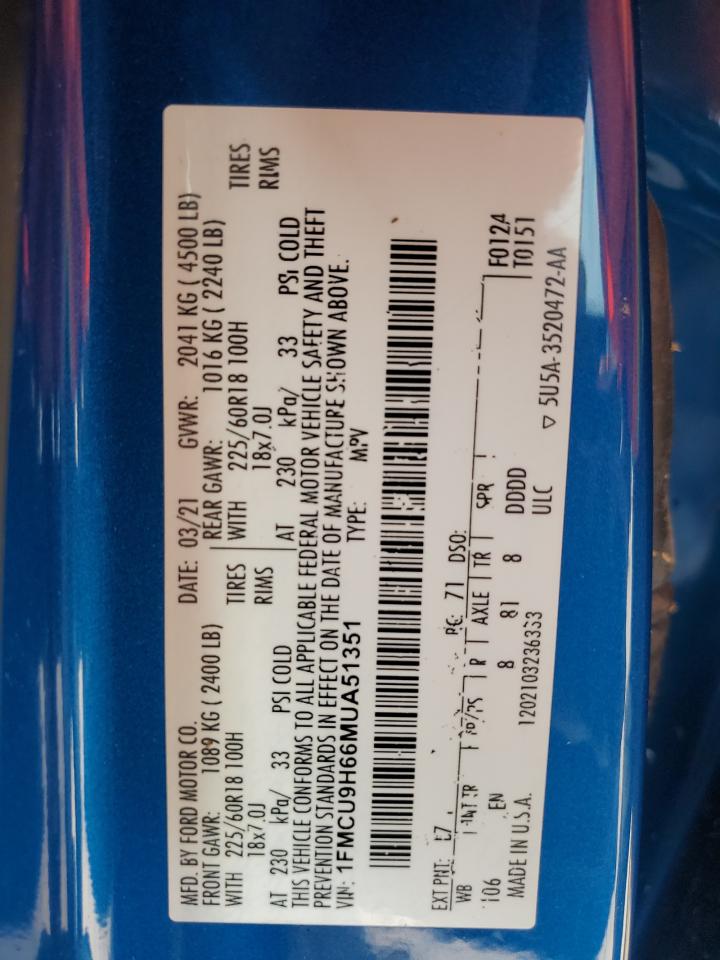 MFD. BY FORD MOTOR CO. DATE: 03/21 GVWR: 2041 KG ( 4500 LB)
FRONT GAWR: 1089 KG ( 2400 LB) REAR GAWR: 1016 KG ( 2240 LB)
WITH 225/60R18 100H TIRES WITH 225/60R18 100H TIRES
18x7.0J RIMS 18x7.0J RIMS
AT 230 kPa/ 33 PSI COLD AT 230 kPa/ 33 PSI COLD
THIS VEHICLE CONFORMS TO ALL APPLICABLE FEDERAL MOTOR VEHICLE SAFETY AND THEFT
PREVENTION STANDARDS IN EFFECT ON THE DATE OF MANUFACTURE SHOWN ABOVE.
VIN: 1FMCU9H66MUA51351 TYPE: MPV
EXT PNT: L7 PC: 71 DSO: F0124
WB INT TR R AXLE TR SPR T0151
106 EN 8 81 8 DDDD
MADE IN U.S.A. 1202103236333 ULC
▽ 5U5A-3520472-AA